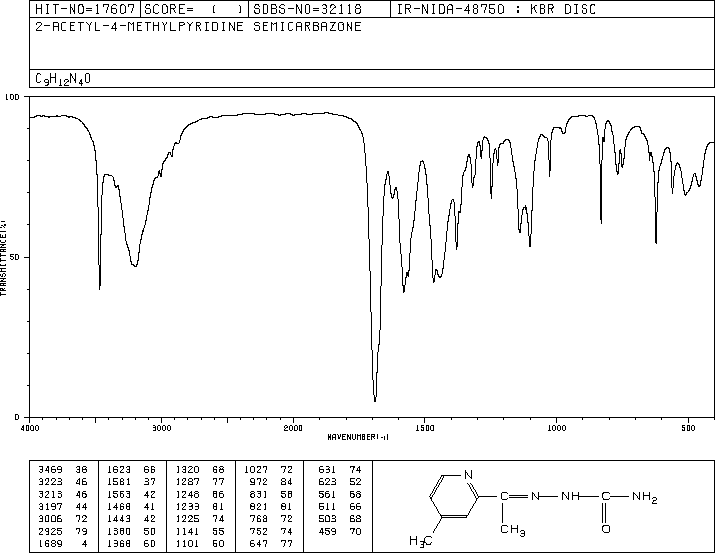 HIT-NO=17607 SCORE= ( ) SDBS-NO=32118 IR-NIDA-48750 : KBR DISC
2-ACETYL-4-METHYLPYRIDINE SEMICARBAZONE
C9H12N4O
100
50
0
TRANSMITTANCE(%)
4000 3000 2000 1500 1000 500
WAVENUMBER(-1)
3469 38 1623 66 1320 68 1027 72 631 74
3223 46 1581 37 1287 77 972 84 623 52
3213 46 1563 42 1248 66 831 58 561 68
3197 44 1468 41 1233 81 821 81 511 66
3006 72 1443 42 1225 74 768 72 503 68
2925 79 1380 50 1141 55 752 74 459 70
1689 4 1368 60 1101 50 647 77
N
C N NH C NH2
CH3 O
H3C